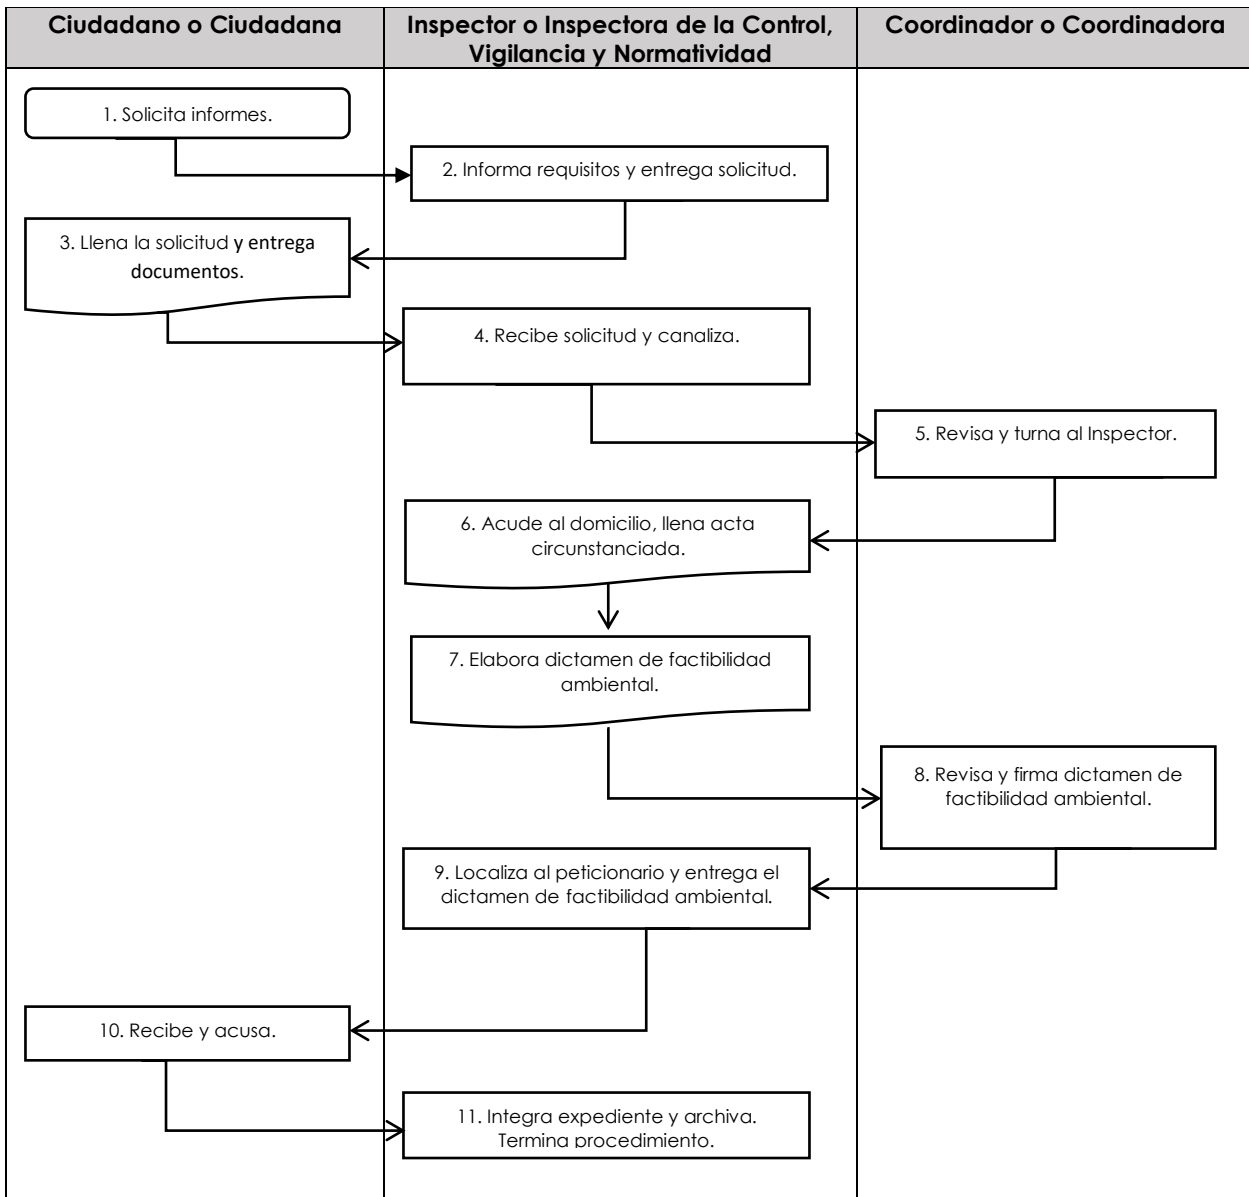 Ciudadano o Ciudadana
Inspector o Inspectora de la Control,
Vigilancia y Normatividad
Coordinador o Coordinadora
1. Solicita informes.
2. Informa requisitos y entrega solicitud.
3. Llena la solicitud y entrega
documentos.
4. Recibe solicitud y canaliza.
5. Revisa y turna al Inspector.
6. Acude al domicilio, llena acta
circunstanciada.
7. Elabora dictamen de factibilidad
ambiental.
8. Revisa y firma dictamen de
factibilidad ambiental.
9. Localiza al peticionario y entrega el
dictamen de factibilidad ambiental.
10. Recibe y acusa.
11. Integra expediente y archiva.
Termina procedimiento.